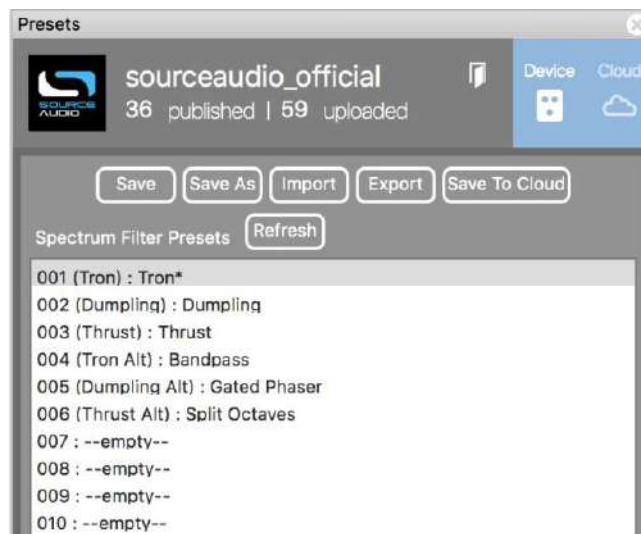 Presets
SOURCE
AUDIO
sourceaudio_official
36 published | 59 uploaded
Device
Cloud
Save
Save As
Import
Export
Save To Cloud
Spectrum Filter Presets
Refresh
001 (Tron) : Tron*
002 (Dumpling) : Dumpling
003 (Thrust) : Thrust
004 (Tron Alt) : Bandpass
005 (Dumpling Alt) : Gated Phaser
006 (Thrust Alt) : Split Octaves
007 : --empty--
008 : --empty--
009 : --empty--
010 : --empty--